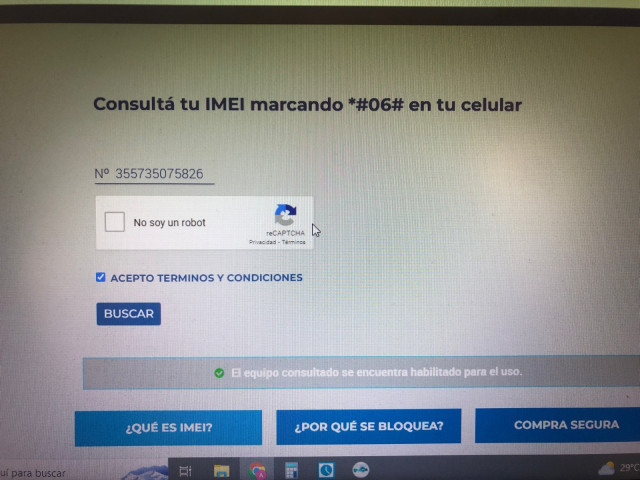 Consultá tu IMEI marcando *#06# en tu celular
Nº 355735075826
No soy un robot
reCAPTCHA
Privacidad - Términos
ACEPTO TERMINOS Y CONDICIONES
BUSCAR
El equipo consultado se encuentra habilitado para el uso.
¿QUÉ ES IMEI?
¿POR QUÉ SE BLOQUEA?
COMPRA SEGURA
uí para buscar
29°C